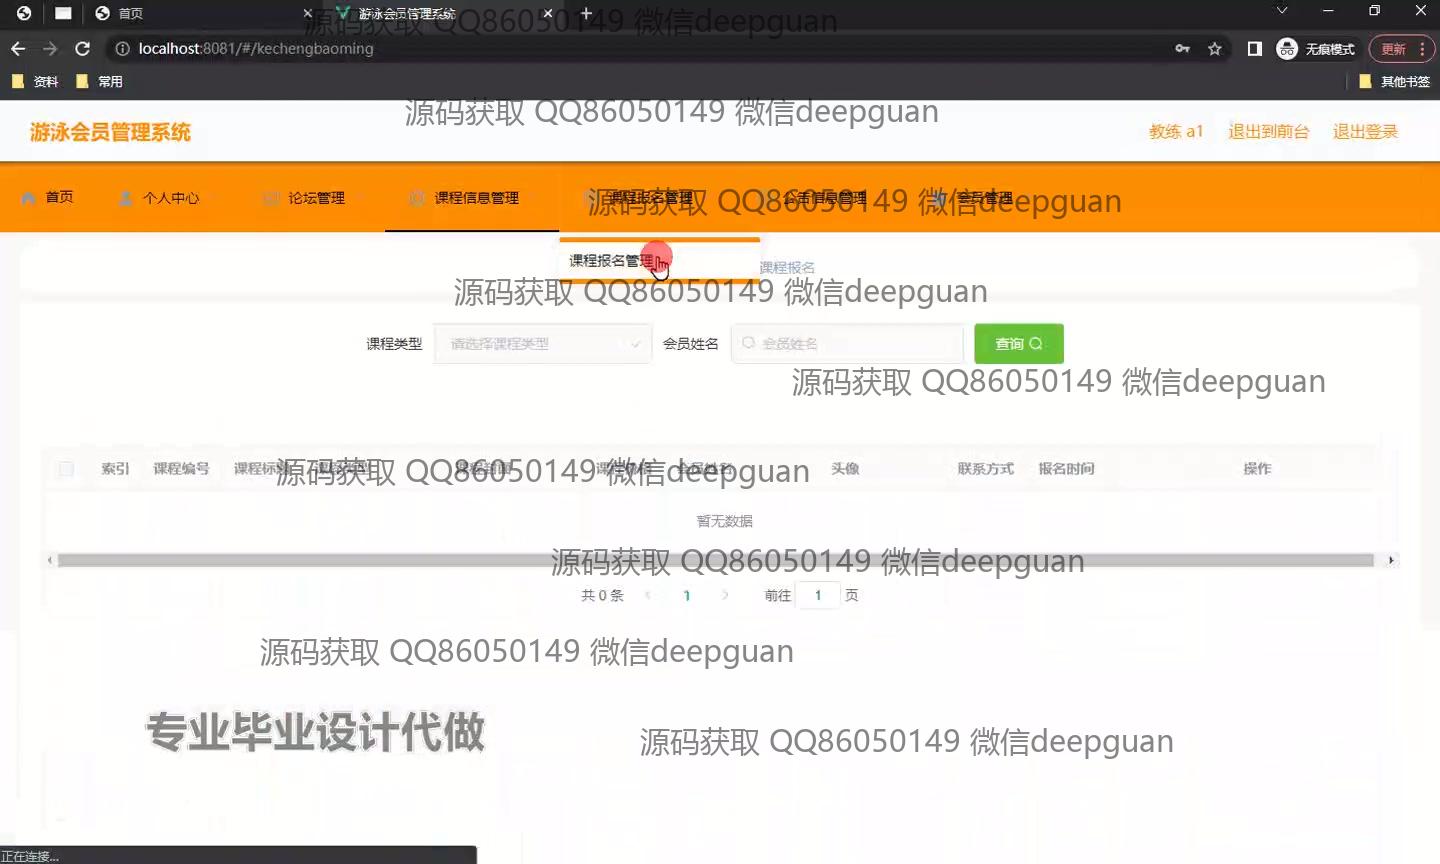 首页
游泳会员管理系统
源码获取 QQ86050149 微信deepguan
localhost:8081/#/kechengbaoming
无痕模式
更新
资料
常用
其他书签
源码获取 QQ86050149 微信deepguan
游泳会员管理系统
教练 a1
退出到前台
退出登录
首页
个人中心
论坛管理
课程信息管理
课程报名管理
公告信息管理
会员管理
源码获取 QQ86050149 微信deepguan
课程报名管理
课程报名
源码获取 QQ86050149 微信deepguan
课程类型
请选择课程类型
会员姓名
会员姓名
查询
源码获取 QQ86050149 微信deepguan
索引
课程编号
课程标题
会员姓名
头像
联系方式
报名时间
操作
源码获取 QQ86050149 微信deepguan
暂无数据
源码获取 QQ86050149 微信deepguan
共 0 条
1
前往
1
页
源码获取 QQ86050149 微信deepguan
专业毕业设计代做
源码获取 QQ86050149 微信deepguan
正在连接...